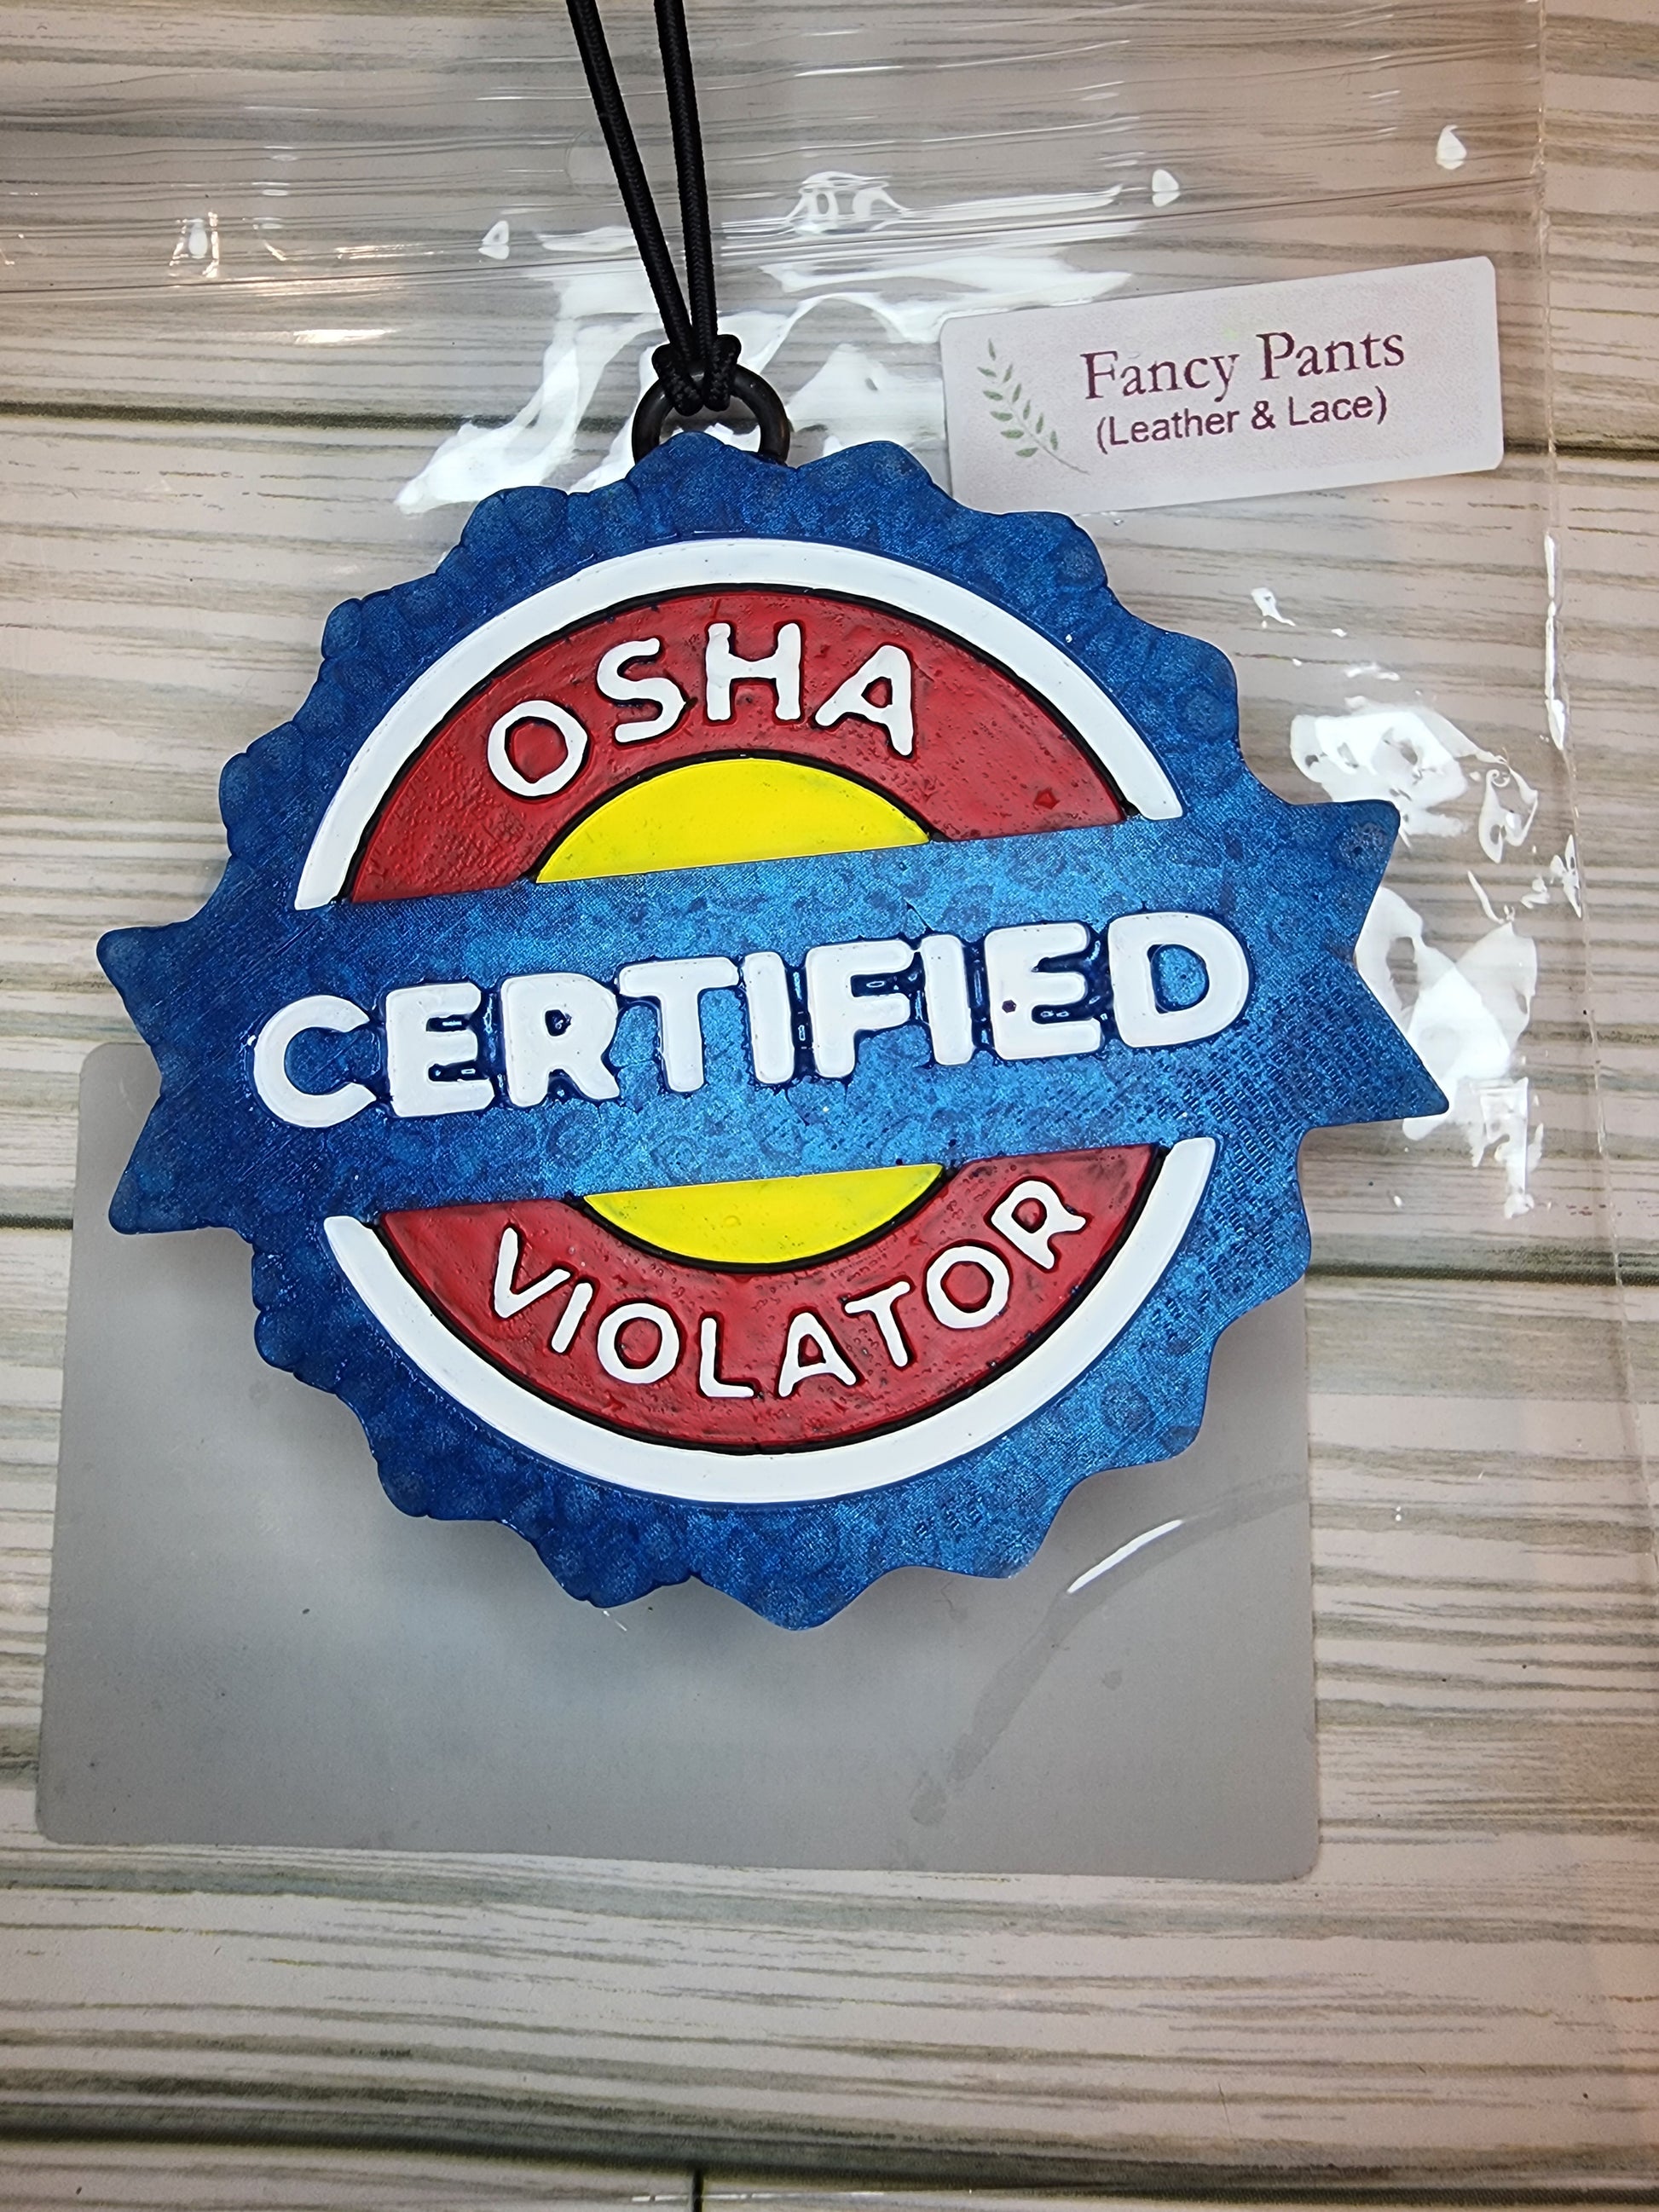 Fancy Pants
(Leather & Lace)
OSHA
CERTIFIED
VIOLATOR